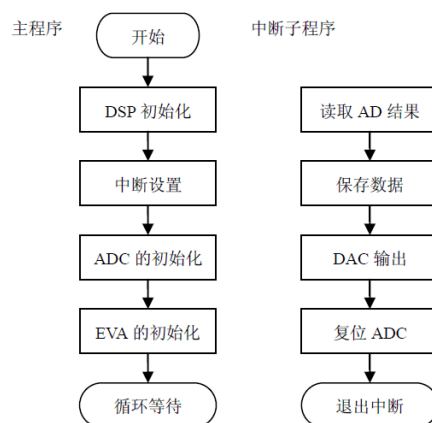 主程序
开始
DSP 初始化
中断设置
ADC 的初始化
EVA 的初始化
循环等待
中断子程序
读取 AD 结果
保存数据
DAC 输出
复位 ADC
退出中断